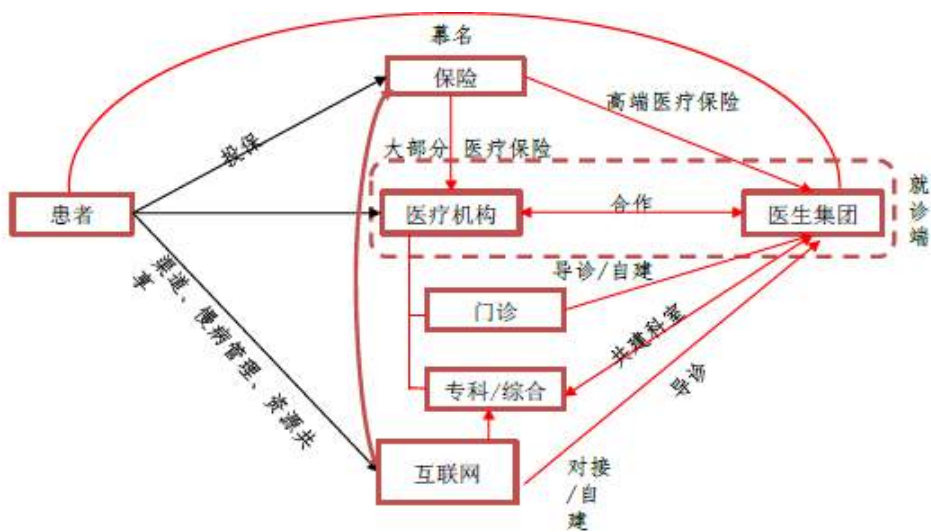 慕名
保险
高端医疗保险
投保
大部分 医疗保险
患者
医疗机构
合作
医生集团
就
诊
端
导诊/自建
门诊
渠道、慢病管理、资源共
享
共建科室
专科/综合
导诊
互联网
对接
/自
建